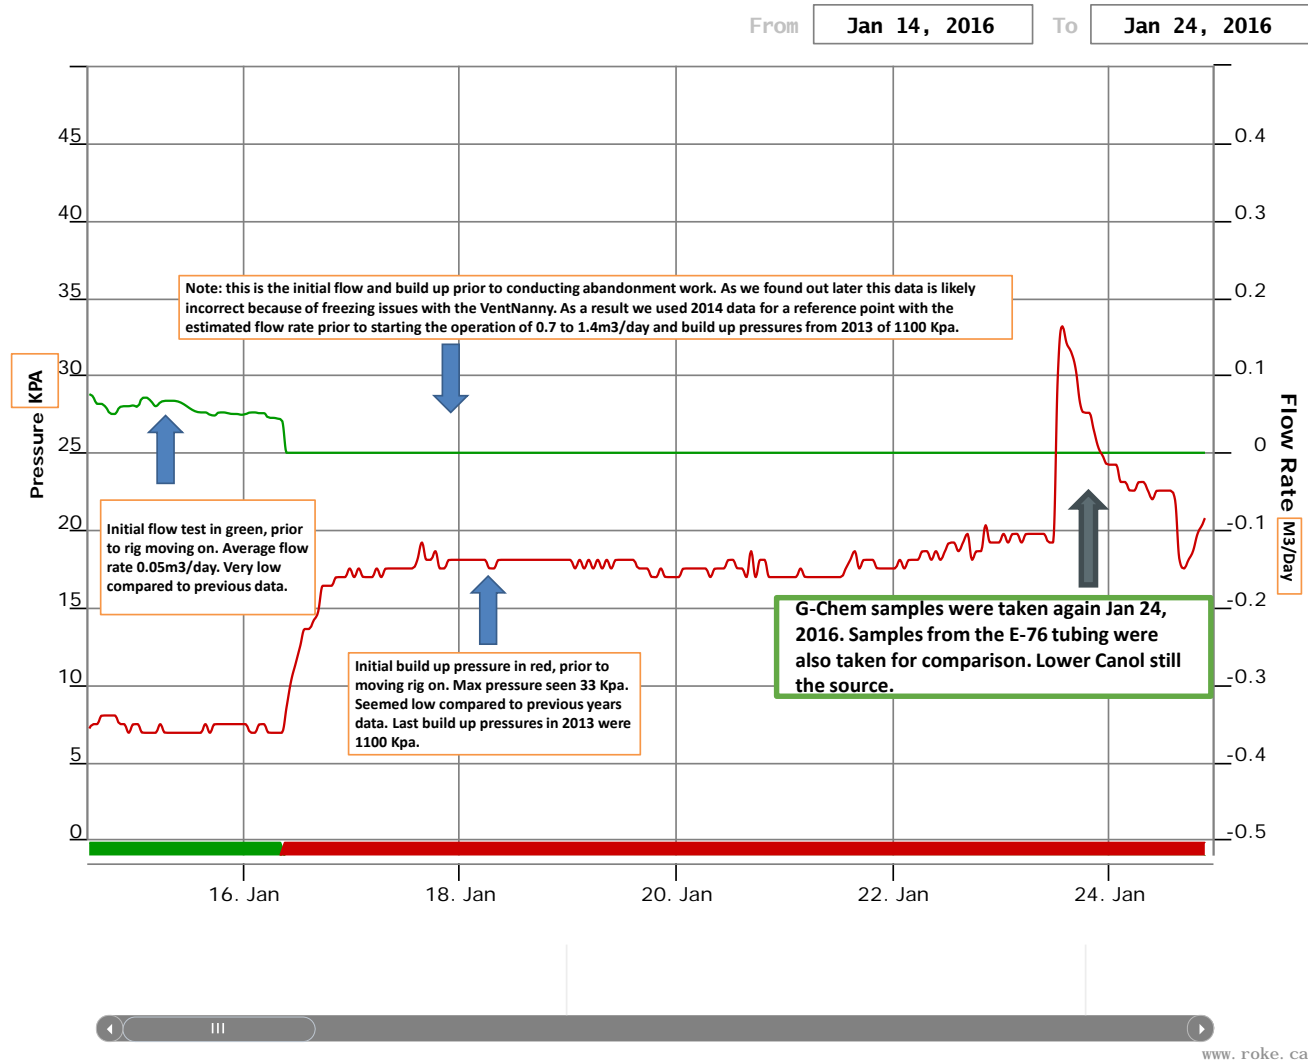 From Jan 14, 2016 To Jan 24, 2016
45
40
35
30
25
20
15
10
5
0
Pressure KPA
0.4
0.3
0.2
0.1
0
-0.1
-0.2
-0.3
-0.4
-0.5
Flow Rate M3/Day
Note: this is the initial flow and build up prior to conducting abandonment work. As we found out later this data is likely
incorrect because of freezing issues with the VentNanny. As a result we used 2014 data for a reference point with the
estimated flow rate prior to starting the operation of 0.7 to 1.4m3/day and build up pressures from 2013 of 1100 Kpa.
Initial flow test in green, prior
to rig moving on. Average flow
rate 0.05m3/day. Very low
compared to previous data.
Initial build up pressure in red, prior to
moving rig on. Max pressure seen 33 Kpa.
Seemed low compared to previous years
data. Last build up pressures in 2013 were
1100 Kpa.
G-Chem samples were taken again Jan 24,
2016. Samples from the E-76 tubing were
also taken for comparison. Lower Canol still
the source.
16. Jan 18. Jan 20. Jan 22. Jan 24. Jan
www.roke.ca